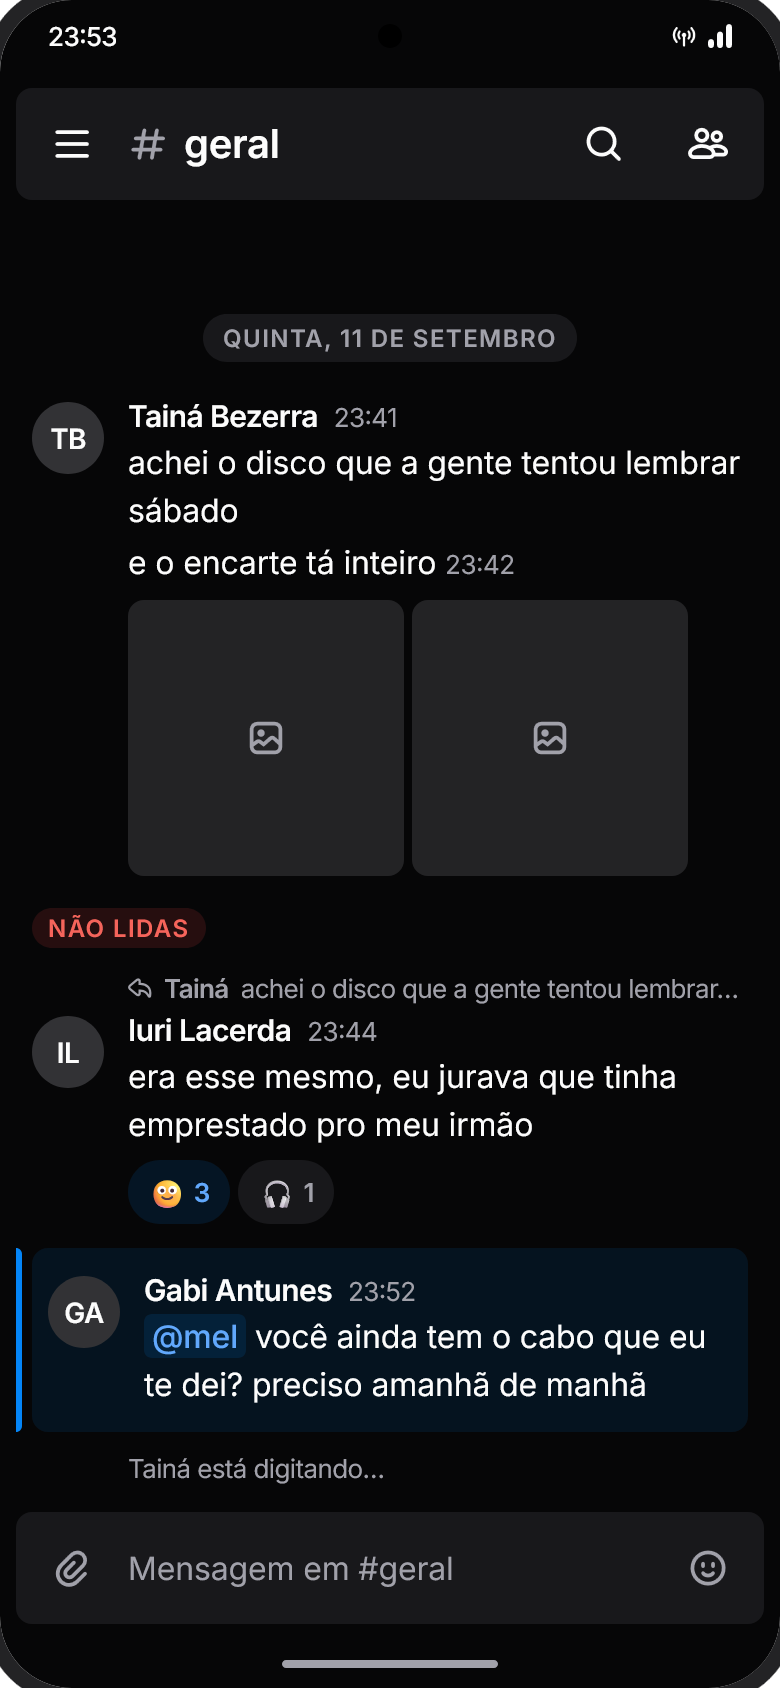 23:53
# geral
QUINTA, 11 DE SETEMBRO
TB
Tainá Bezerra 23:41
achei o disco que a gente tentou lembrar
sábado
e o encarte tá inteiro 23:42
NÃO LIDAS
Tainá achei o disco que a gente tentou lembrar...
IL
Iuri Lacerda 23:44
era esse mesmo, eu jurava que tinha
emprestado pro meu irmão
3
1
GA
Gabi Antunes 23:52
@mel você ainda tem o cabo que eu
te dei? preciso amanhã de manhã
Tainá está digitando...
Mensagem em #geral